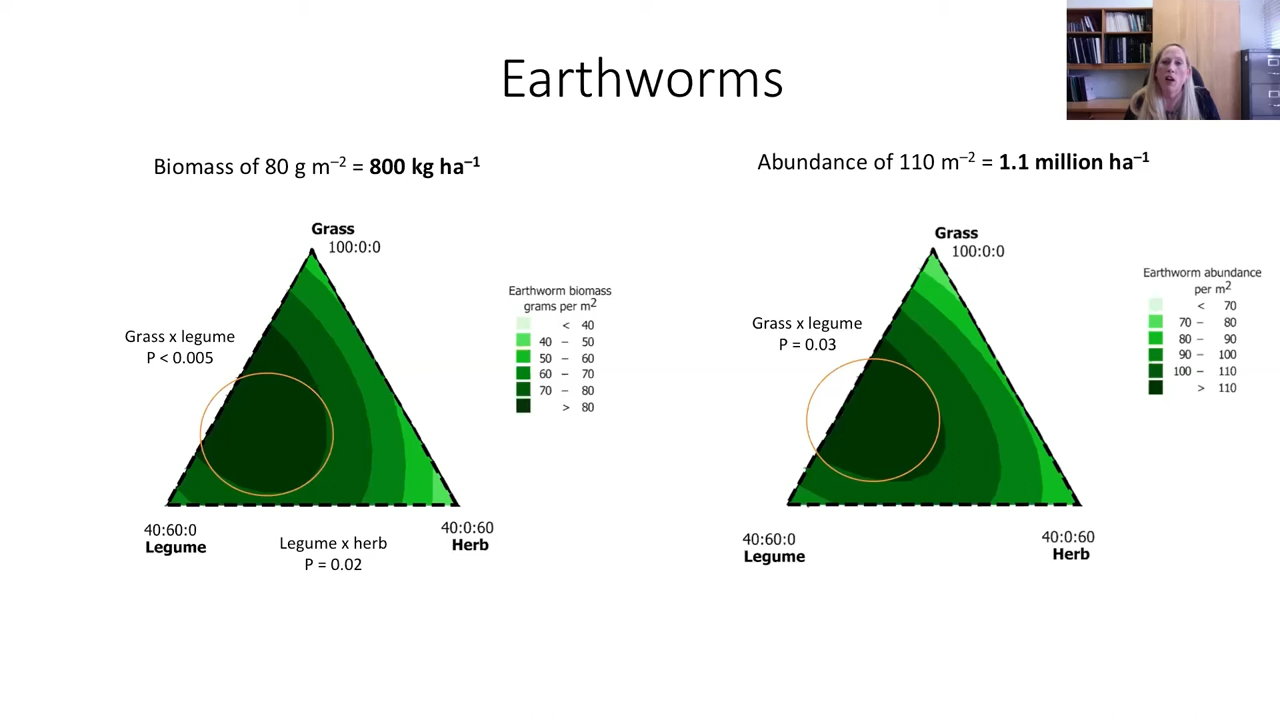 Earthworms
Biomass of 80 g m⁻² = 800 kg ha⁻¹
Grass
100:0:0
Grass x legume
P < 0.005
Earthworm biomass
grams per m²
< 40
40 – 50
50 – 60
60 – 70
70 – 80
> 80
40:60:0
Legume
Legume x herb
P = 0.02
40:0:60
Herb
Abundance of 110 m⁻² = 1.1 million ha⁻¹
Grass
100:0:0
Grass x legume
P = 0.03
Earthworm abundance
per m²
< 70
70 – 80
80 – 90
90 – 100
100 – 110
> 110
40:60:0
Legume
40:0:60
Herb